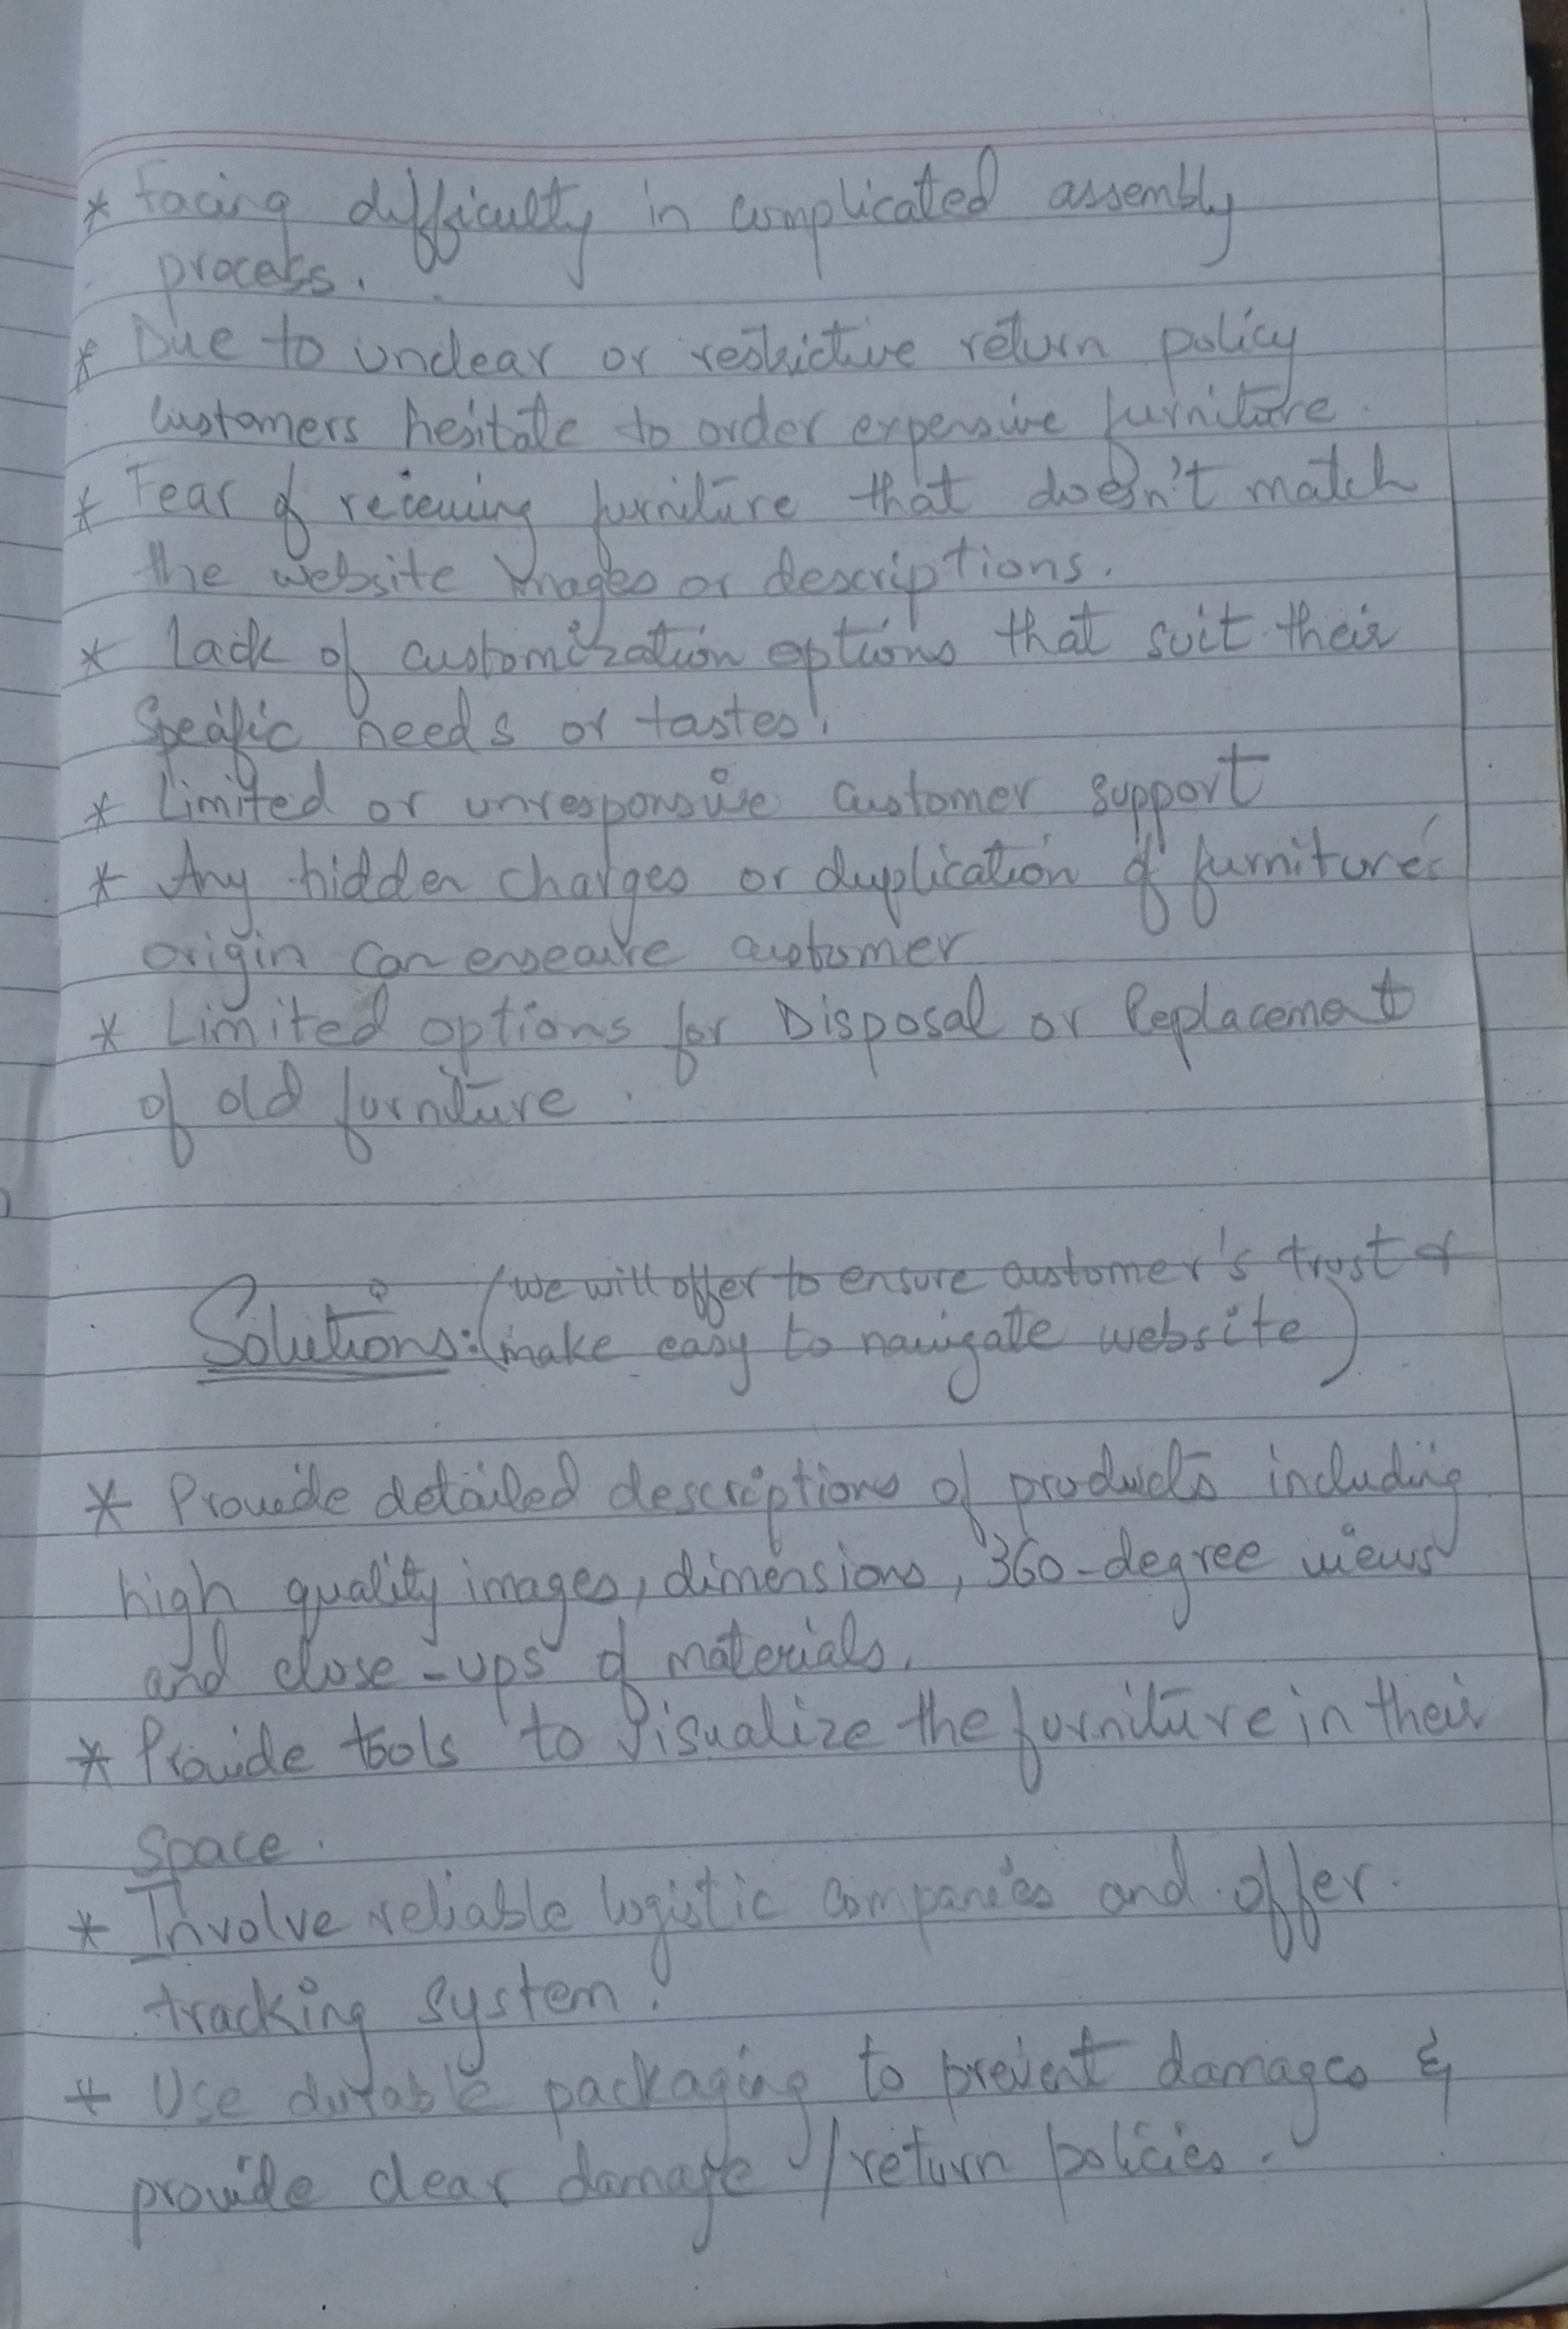 * Facing difficulty in complicated assembly
process.
* Due to unclear or restrictive return policy
customers hesitate to order expensive furniture.
* Fear of receiving furniture that doesn't match
the website images or descriptions.
* Lack of customization options that suit their
specific needs or tastes.
* Limited or unresponsive customer support
* Any hidden charges or duplication of furniture's
origin can customer
* Limited options for Disposal or Replacement
of old furniture.
(we will offer to ensure customer's trust &
Solutions: make easy to navigate website)
* Provide detailed descriptions of products including
high quality images, dimensions, 360-degree views
and close-ups of materials.
* Provide tools to visualize the furniture in their
space.
* Involve reliable logistic companies and offer
tracking system.
* Use durable packaging to prevent damages &
provide clear damage/return policies.